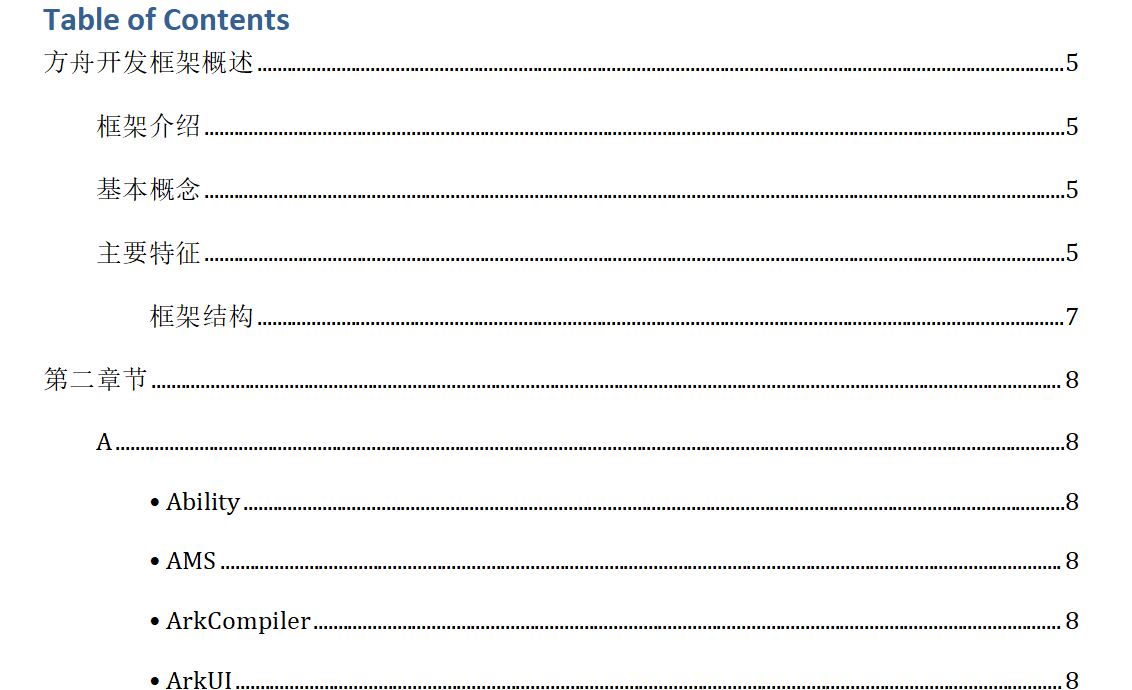 Table of Contents
方舟开发框架概述 5
框架介绍 5
基本概念 5
主要特征 5
框架结构 7
第二章节 8
A 8
• Ability 8
• AMS 8
• ArkCompiler 8
• ArkUI 8